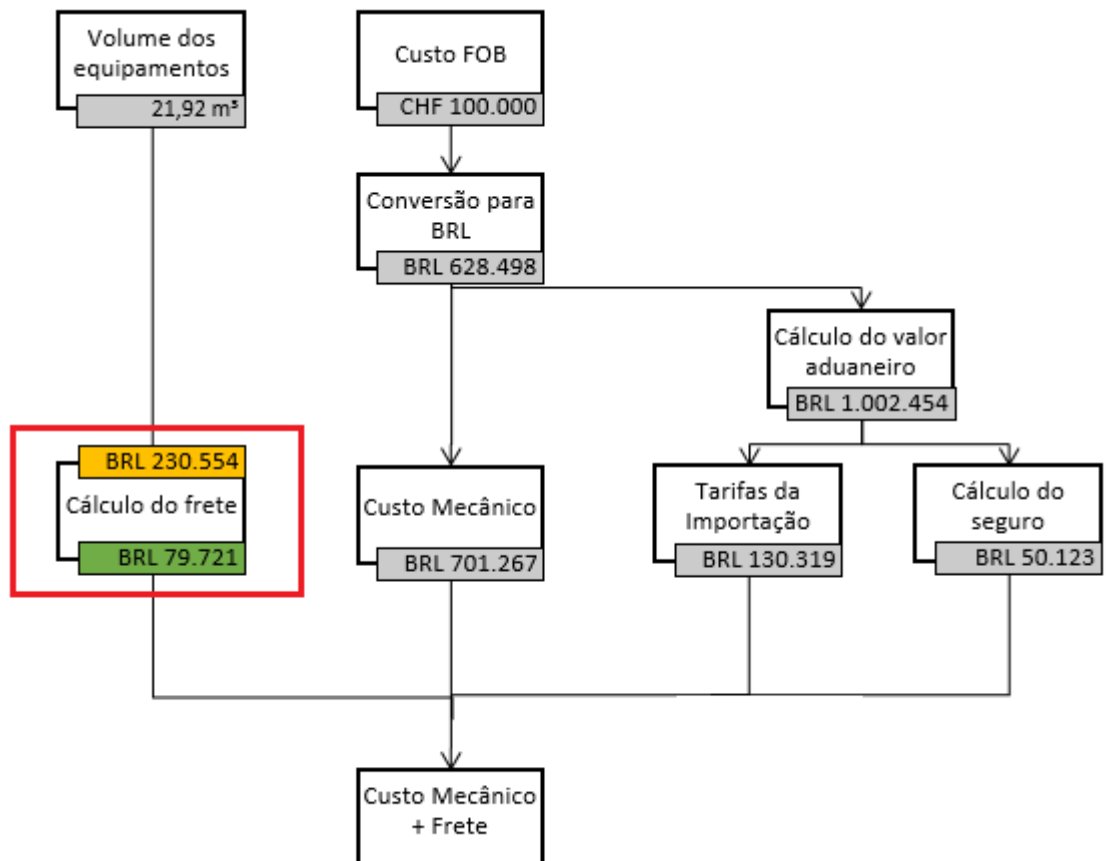 Volume dos
equipamentos
21,92 m³
Custo FOB
CHF 100.000
Conversão para
BRL
BRL 628.498
Cálculo do valor
aduaneiro
BRL 1.002.454
BRL 230.554
Cálculo do frete
BRL 79.721
Custo Mecânico
BRL 701.267
Tarifas da
Importação
BRL 130.319
Cálculo do
seguro
BRL 50.123
Custo Mecânico
+ Frete